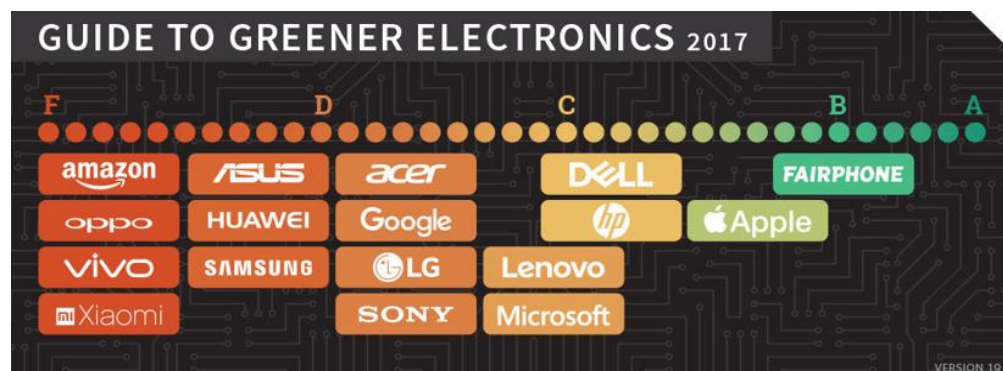 GUIDE TO GREENER ELECTRONICS 2017
F D C B A
amazon ASUS acer DELL FAIRPHONE
oppo HUAWEI Google hp Apple
vivo SAMSUNG LG Lenovo
mi Xiaomi SONY Microsoft
VERSION 19